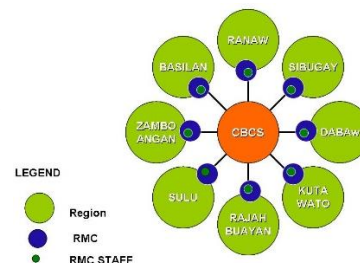 RANAW
BASILAN
SIBUGAY
ZAMBO
ANGAN
CBCS
DABAW
SULU
KUTA
WATO
RAJAH
BUAYAN
LEGEND
Region
RMC
RMC STAFF